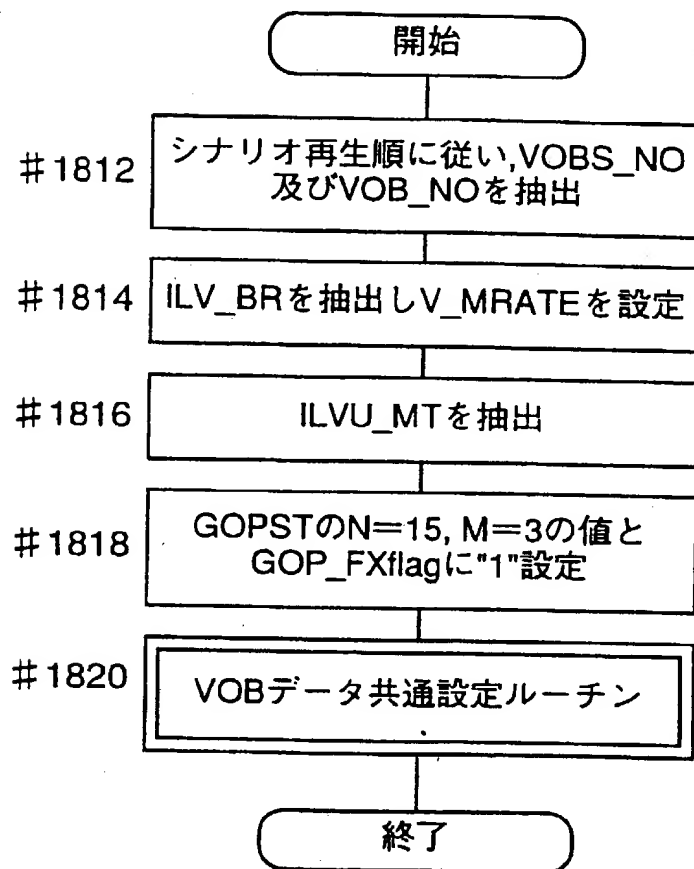 開始
#1812
シナリオ再生順に従い,VOBS_NO
及びVOB_NOを抽出
#1814
ILV_BRを抽出しV_MRATEを設定
#1816
ILVU_MTを抽出
#1818
GOPSTのN=15, M=3の値と
GOP_FXflagに"1"設定
#1820
VOBデータ共通設定ルーチン
終了